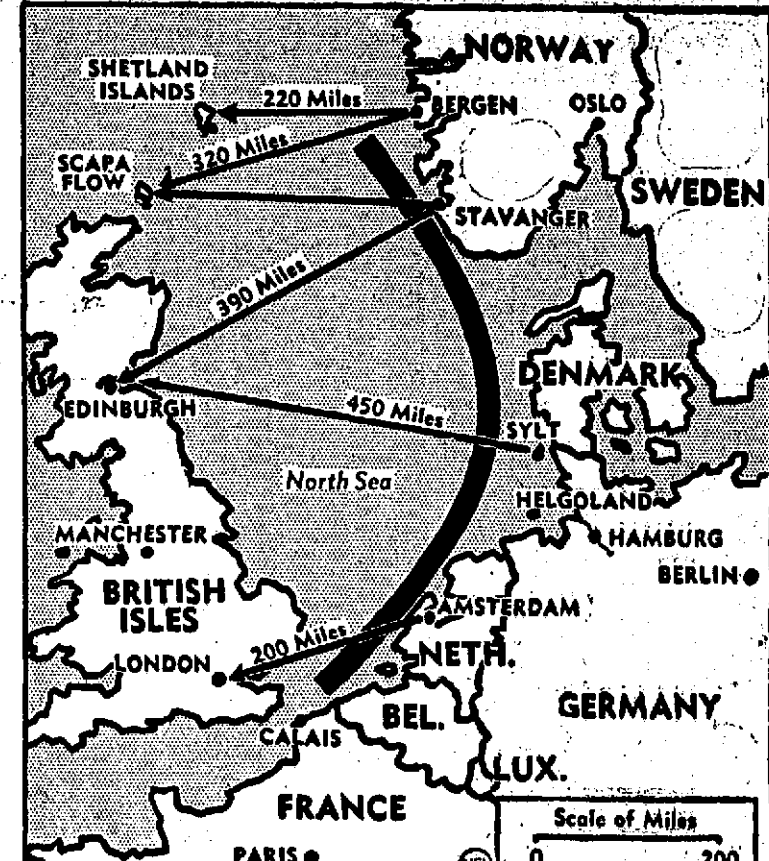 NORWAY
SHETLAND
ISLANDS
220 Miles
BERGEN
OSLO
320 Miles
SCAPA
FLOW
SWEDEN
STAVANGER
390 Miles
DENMARK
EDINBURGH
450 Miles
SYLT
North Sea
HELGOLAND
MANCHESTER
HAMBURG
BERLIN
BRITISH
ISLES
AMSTERDAM
200 Miles
LONDON
NETH.
GERMANY
BEL.
CALAIS
LUX.
FRANCE
Scale of Miles
0 200
PARIS